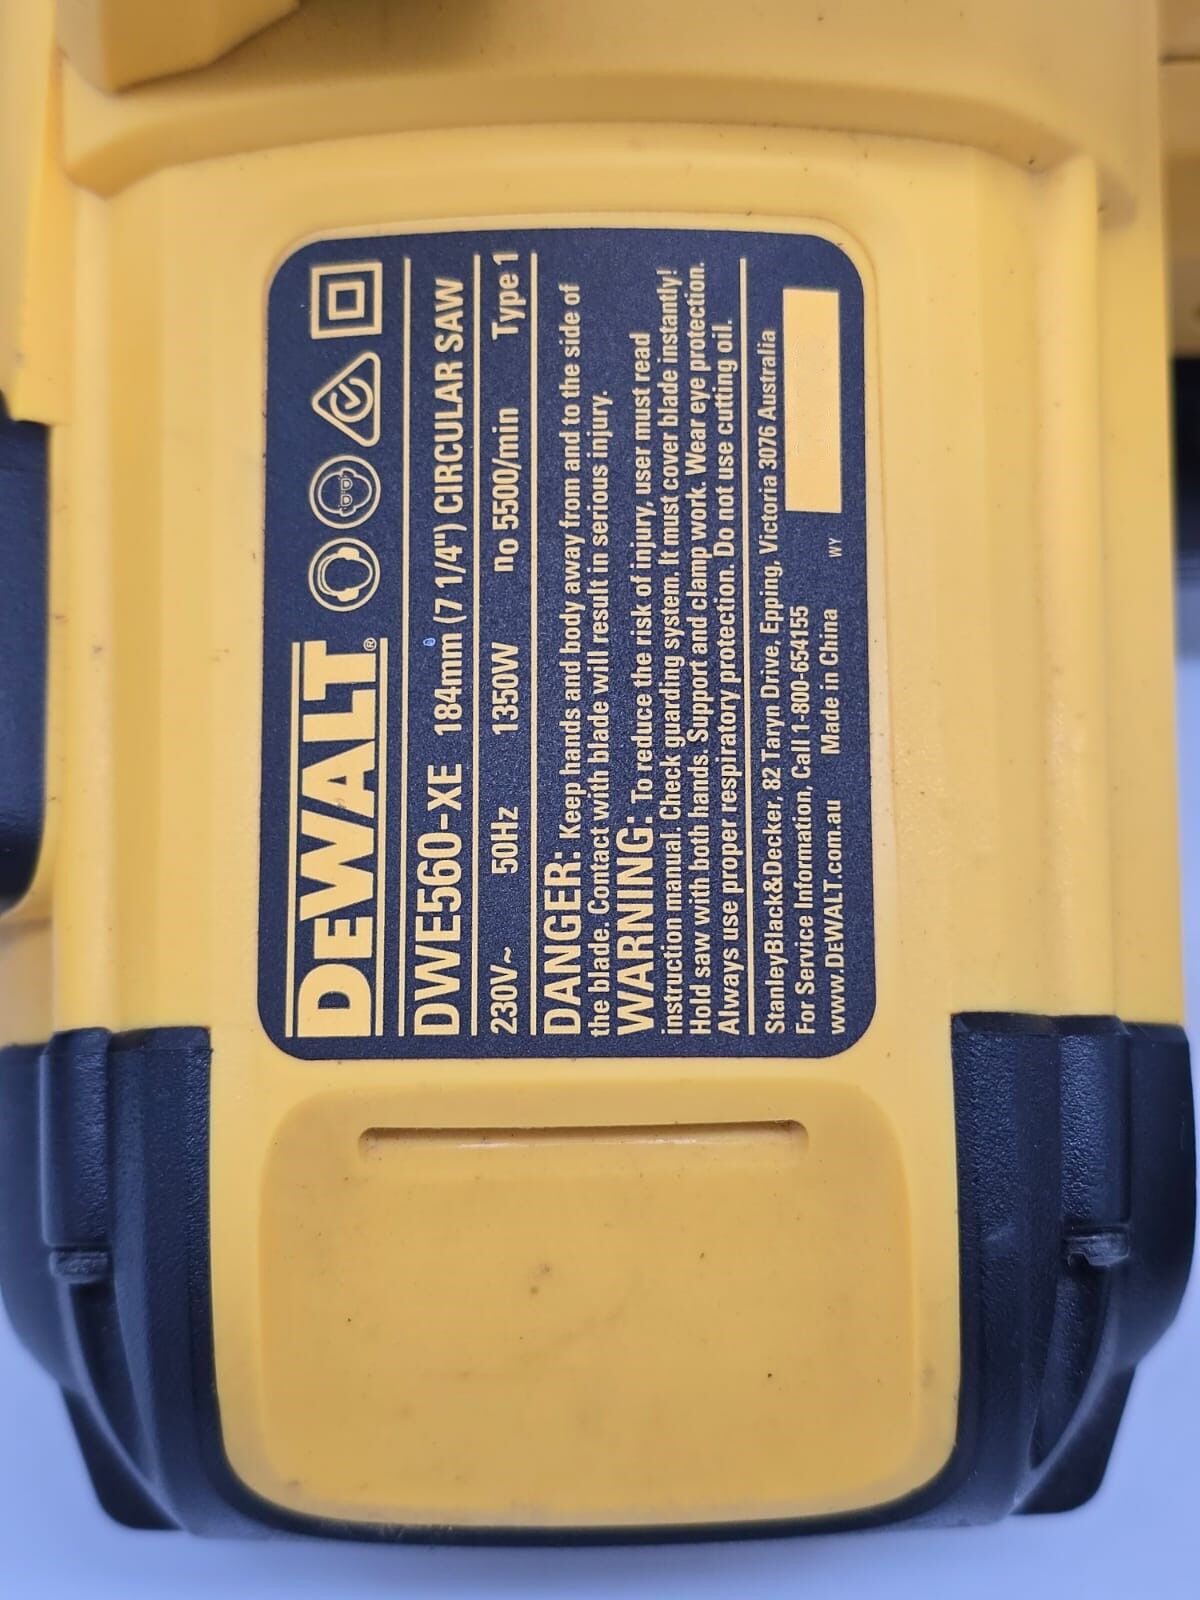 DEWALT®
DWE560-XE 184mm (7 1/4") CIRCULAR SAW
230V~ 50Hz 1350W no 5500/min Type 1
DANGER: Keep hands and body away from and to the side of
the blade. Contact with blade will result in serious injury.
WARNING: To reduce the risk of injury, user must read
instruction manual. Check guarding system. It must cover blade instantly!
Hold saw with both hands. Support and clamp work. Wear eye protection.
Always use proper respiratory protection. Do not use cutting oil.
StanleyBlack&Decker, 82 Taryn Drive, Epping, Victoria 3076 Australia
For Service Information, Call 1-800-654155
www.DEWALT.com.au Made in China WY